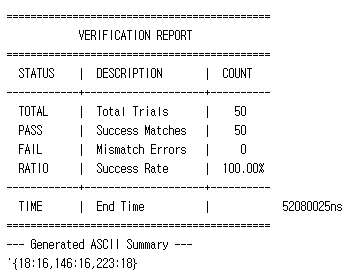 ===========================================
VERIFICATION REPORT
===========================================
STATUS | DESCRIPTION | COUNT
------------+--------------------+----------
TOTAL | Total Trials | 50
PASS | Success Matches | 50
FAIL | Mismatch Errors | 0
RATIO | Success Rate | 100.00%
------------+--------------------+----------
TIME | End Time | 52080025ns
===========================================
--- Generated ASCII Summary ---
'{18:16,146:16,223:18}